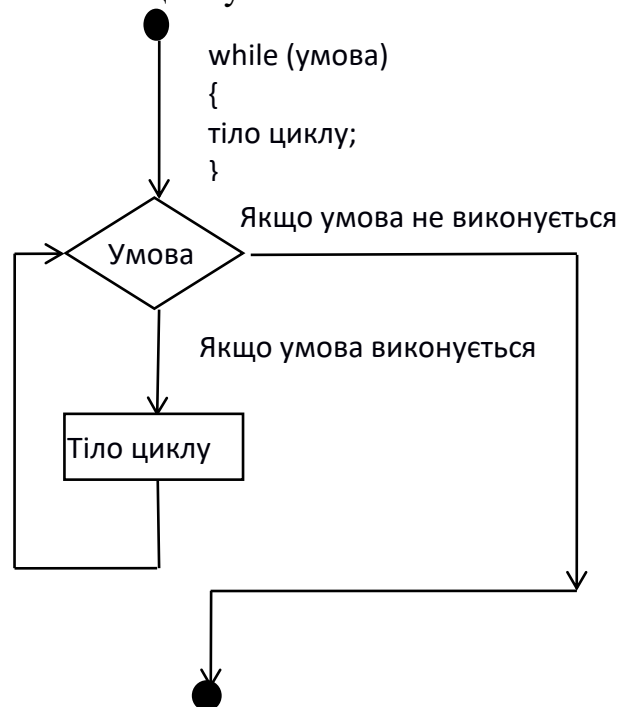 while (умова)
{
тіло циклу;
}
Якщо умова не виконується
Умова
Якщо умова виконується
Тіло циклу